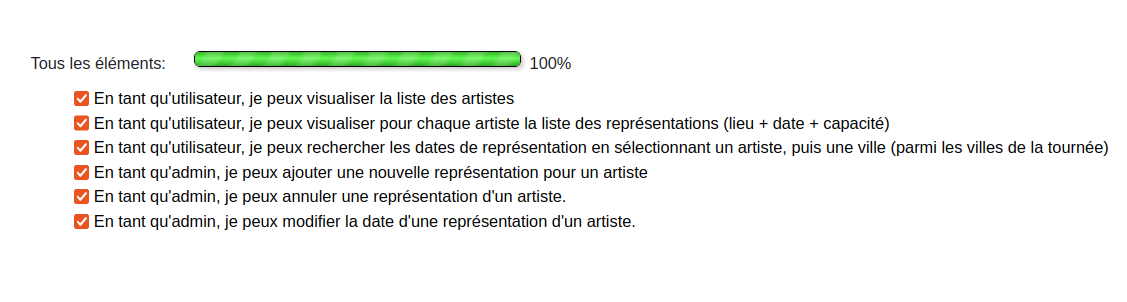 Tous les éléments: 100%
En tant qu'utilisateur, je peux visualiser la liste des artistes
En tant qu'utilisateur, je peux visualiser pour chaque artiste la liste des représentations (lieu + date + capacité)
En tant qu'utilisateur, je peux rechercher les dates de représentation en sélectionnant un artiste, puis une ville (parmi les villes de la tournée)
En tant qu'admin, je peux ajouter une nouvelle représentation pour un artiste
En tant qu'admin, je peux annuler une représentation d'un artiste.
En tant qu'admin, je peux modifier la date d'une représentation d'un artiste.